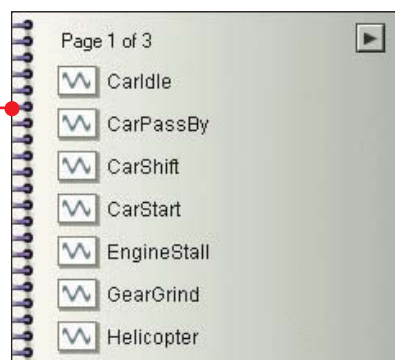 Page 1 of 3
CarIdle
CarPassBy
CarShift
CarStart
EngineStall
GearGrind
Helicopter